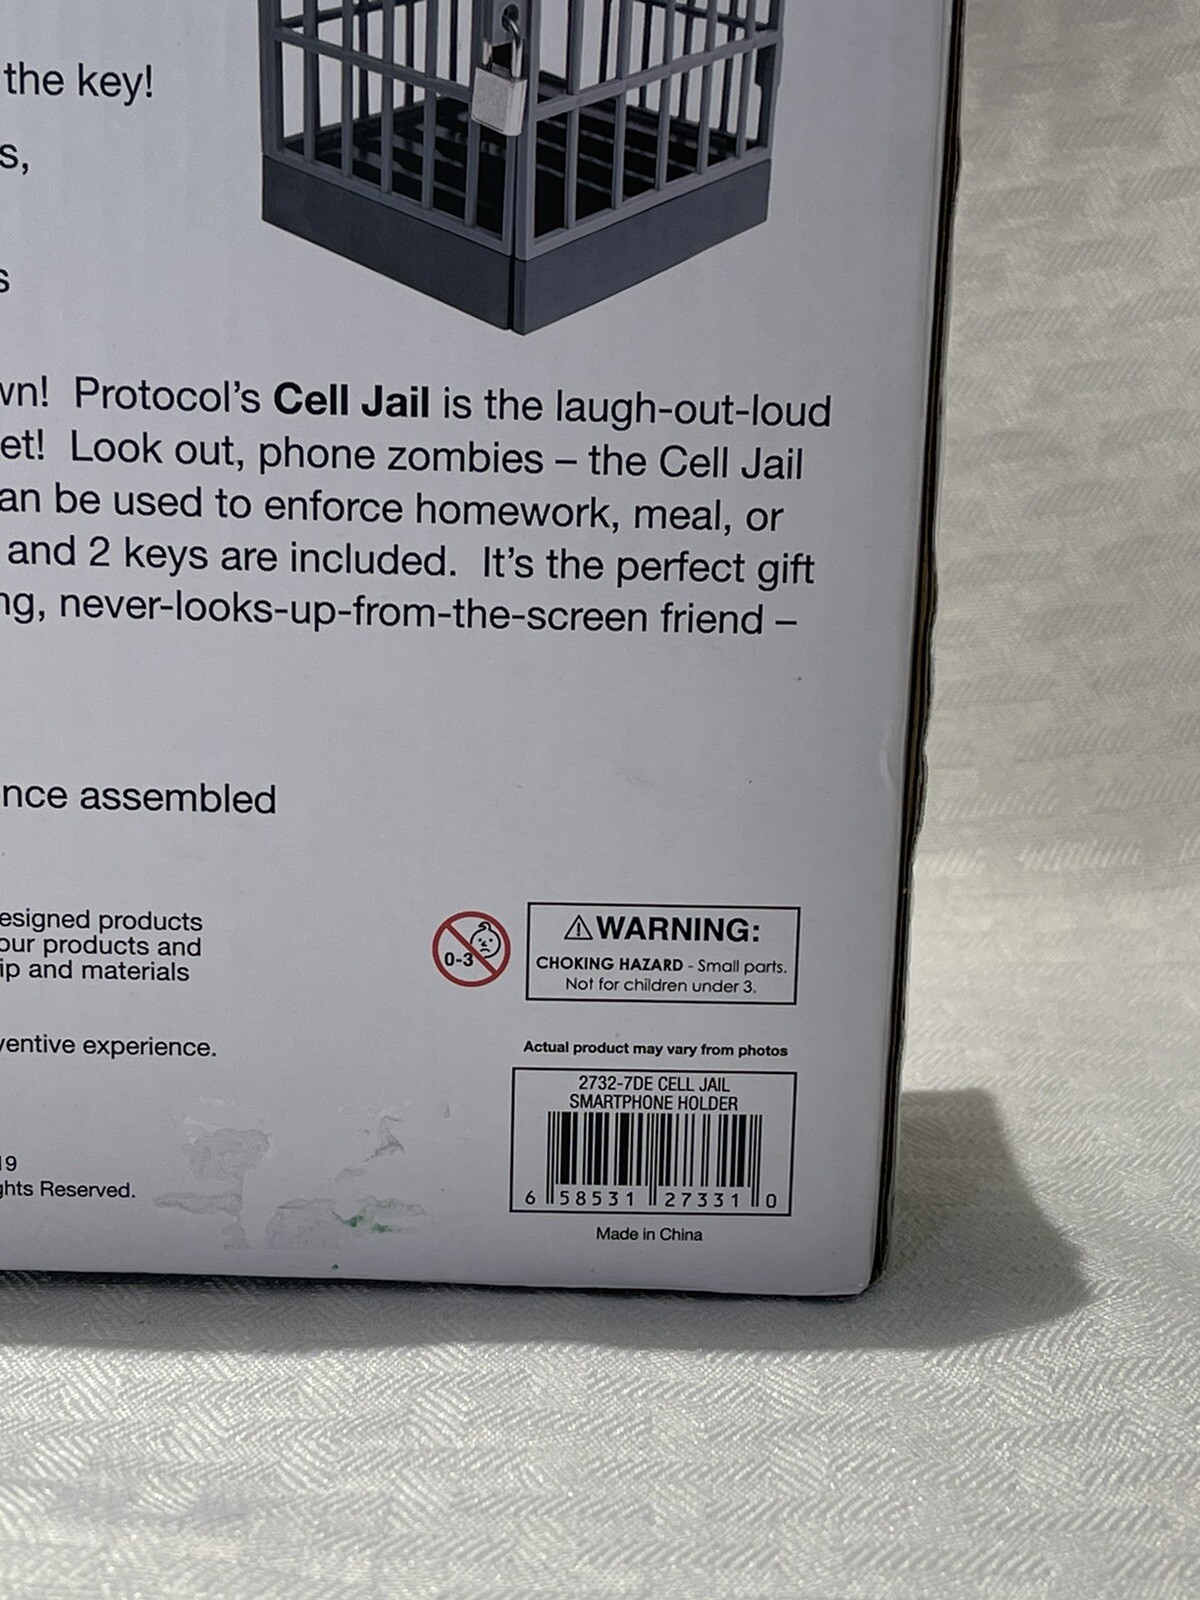 the key!
s,
s
wn! Protocol's Cell Jail is the laugh-out-loud
et! Look out, phone zombies – the Cell Jail
an be used to enforce homework, meal, or
and 2 keys are included. It's the perfect gift
ng, never-looks-up-from-the-screen friend –
nce assembled
esigned products
our products and
ip and materials
ventive experience.
19
ghts Reserved.
0-3
⚠WARNING:
CHOKING HAZARD - Small parts.
Not for children under 3.
Actual product may vary from photos
2732-7DE CELL JAIL
SMARTPHONE HOLDER
6 58531 27331 0
Made in China